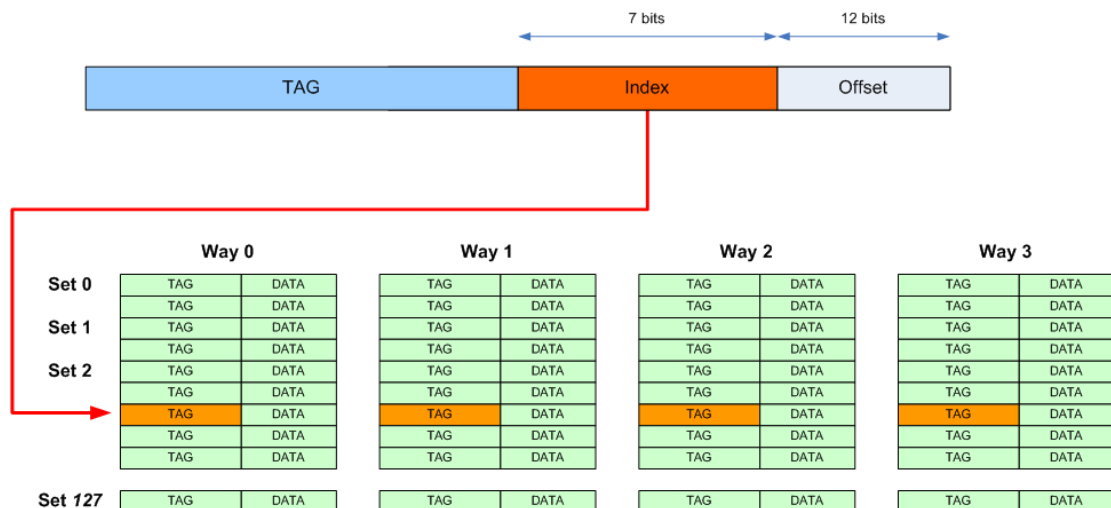 7 bits 12 bits
TAG Index Offset
Way 0 Way 1 Way 2 Way 3
Set 0 TAG DATA TAG DATA TAG DATA TAG DATA
TAG DATA TAG DATA TAG DATA TAG DATA
Set 1 TAG DATA TAG DATA TAG DATA TAG DATA
TAG DATA TAG DATA TAG DATA TAG DATA
Set 2 TAG DATA TAG DATA TAG DATA TAG DATA
TAG DATA TAG DATA TAG DATA TAG DATA
TAG DATA TAG DATA TAG DATA TAG DATA
TAG DATA TAG DATA TAG DATA TAG DATA
TAG DATA TAG DATA TAG DATA TAG DATA
Set 127 TAG DATA TAG DATA TAG DATA TAG DATA